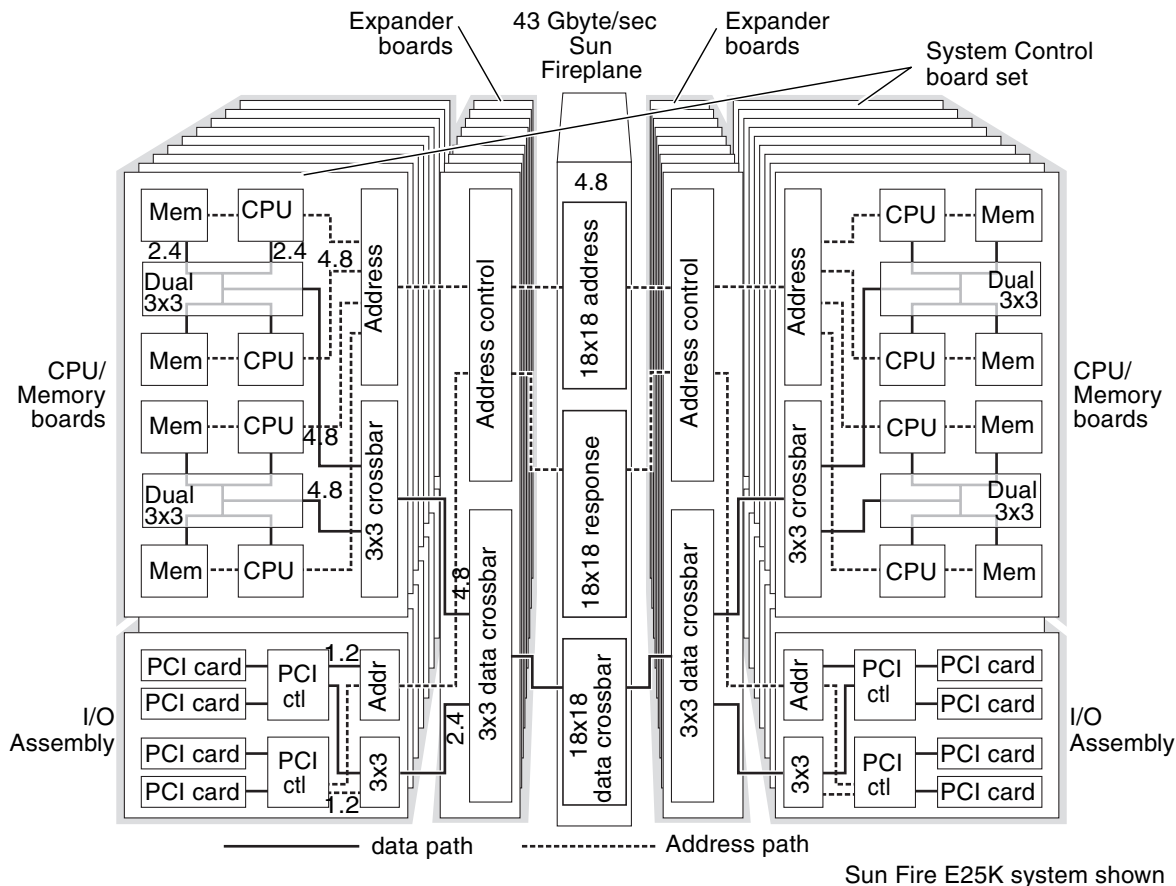 Expander
boards
43 Gbyte/sec
Sun
Fireplane
Expander
boards
System Control
board set
4.8
Mem
CPU
2.4
2.4
4.8
Dual
3x3
Mem
CPU
Mem
CPU
4.8
Dual
3x3
4.8
Mem
CPU
Address
3x3 crossbar
CPU/
Memory
boards
Address control
3x3 data crossbar
4.8
2.4
18x18 address
18x18 response
18x18
data crossbar
Address control
3x3 data crossbar
Address
3x3 crossbar
CPU
Mem
Dual
3x3
CPU
Mem
CPU
Mem
Dual
3x3
CPU
Mem
CPU/
Memory
boards
I/O
Assembly
PCI card
PCI card
PCI
ctl
1.2
Addr
PCI card
PCI card
PCI
ctl
1.2
3x3
Addr
3x3
PCI
ctl
PCI card
PCI card
PCI
ctl
PCI card
PCI card
I/O
Assembly
data path
Address path
Sun Fire E25K system shown